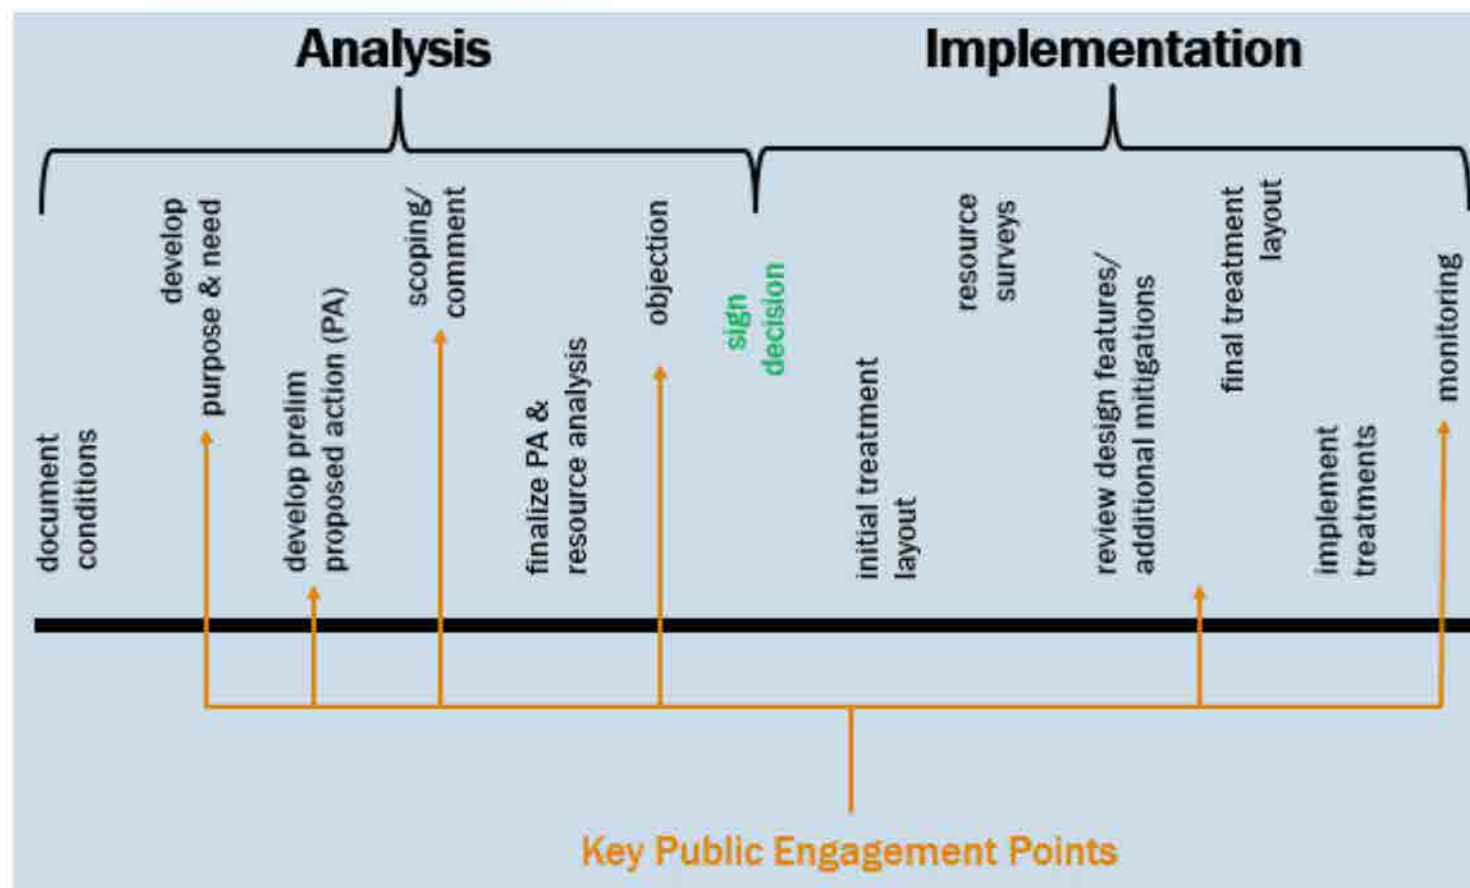 Analysis
Implementation
document
conditions
develop
purpose & need
develop prelim
proposed action (PA)
scoping/
comment
finalize PA &
resource analysis
objection
sign
decision
initial treatment
layout
resource
surveys
review design features/
additional mitigations
final treatment
layout
implement
treatments
monitoring
Key Public Engagement Points